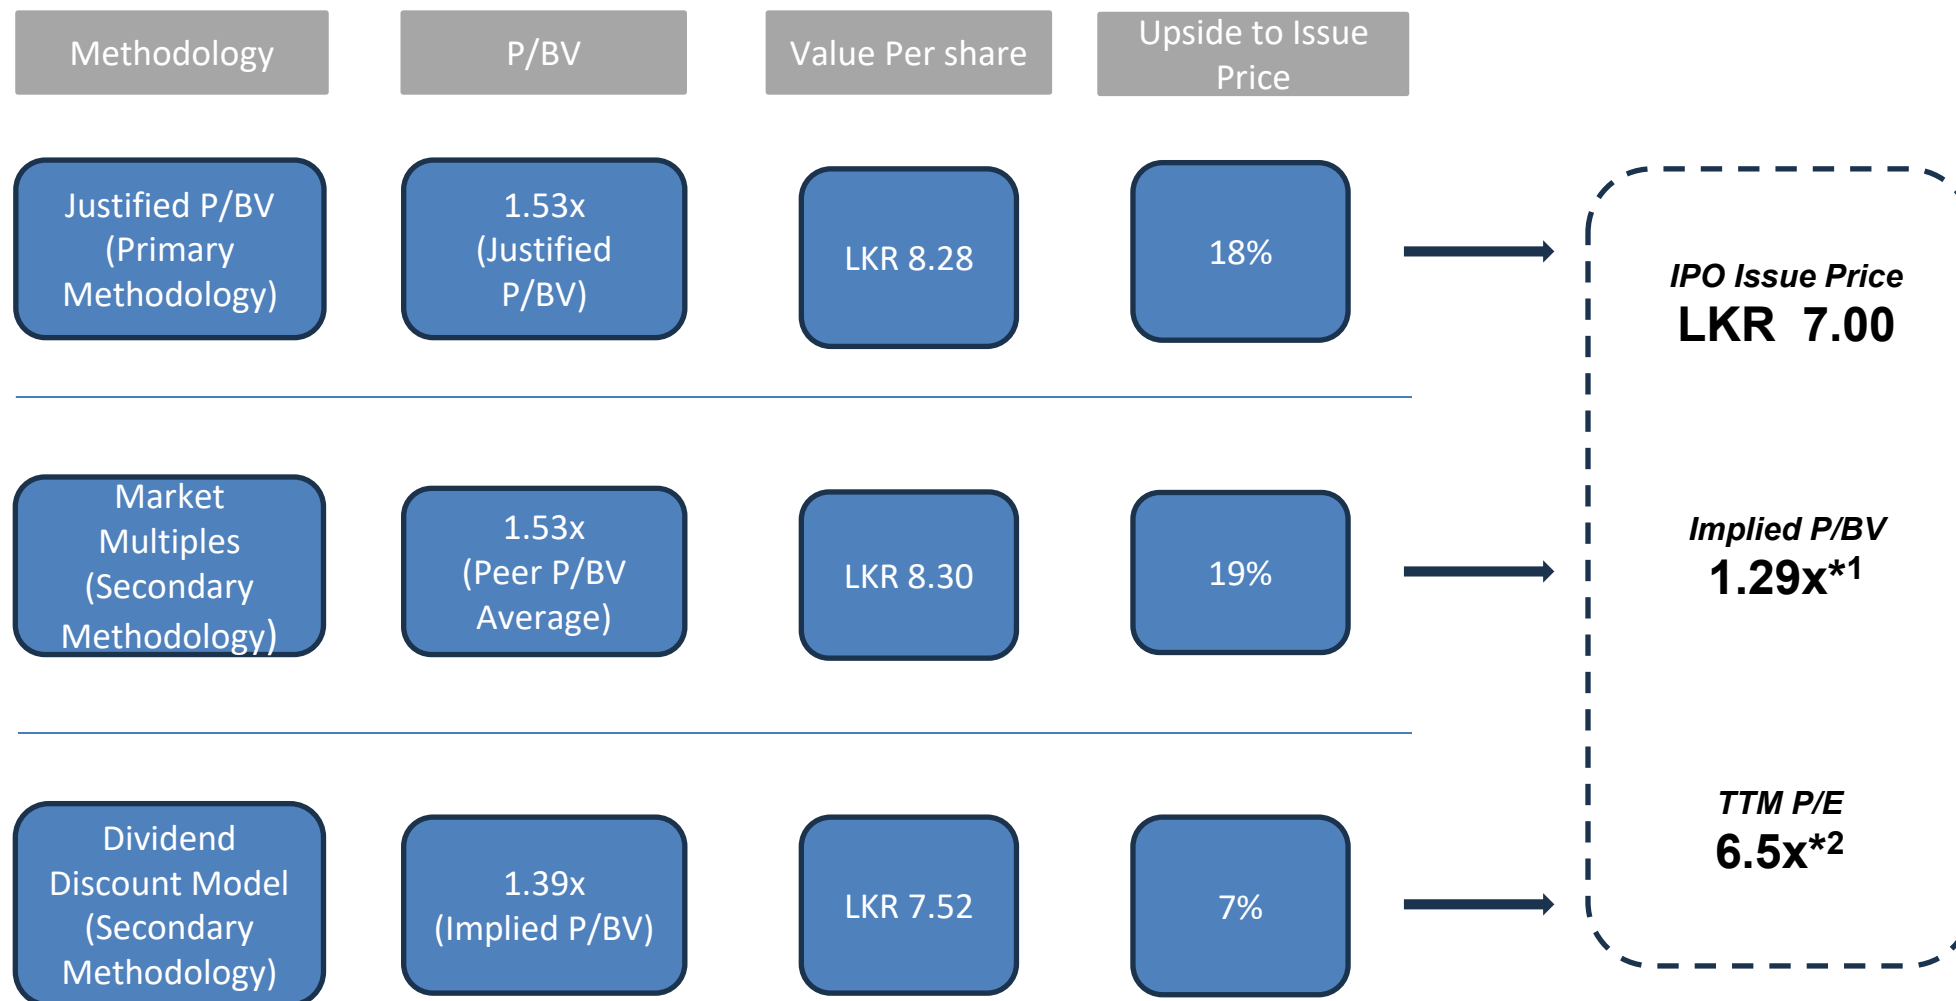 Methodology
P/BV
Value Per share
Upside to Issue
Price
Justified P/BV
(Primary
Methodology)
1.53x
(Justified
P/BV)
LKR 8.28
18%
Market
Multiples
(Secondary
Methodology)
1.53x
(Peer P/BV
Average)
LKR 8.30
19%
Dividend
Discount Model
(Secondary
Methodology)
1.39x
(Implied P/BV)
LKR 7.52
7%
IPO Issue Price
LKR 7.00
Implied P/BV
1.29x*1
TTM P/E
6.5x*2